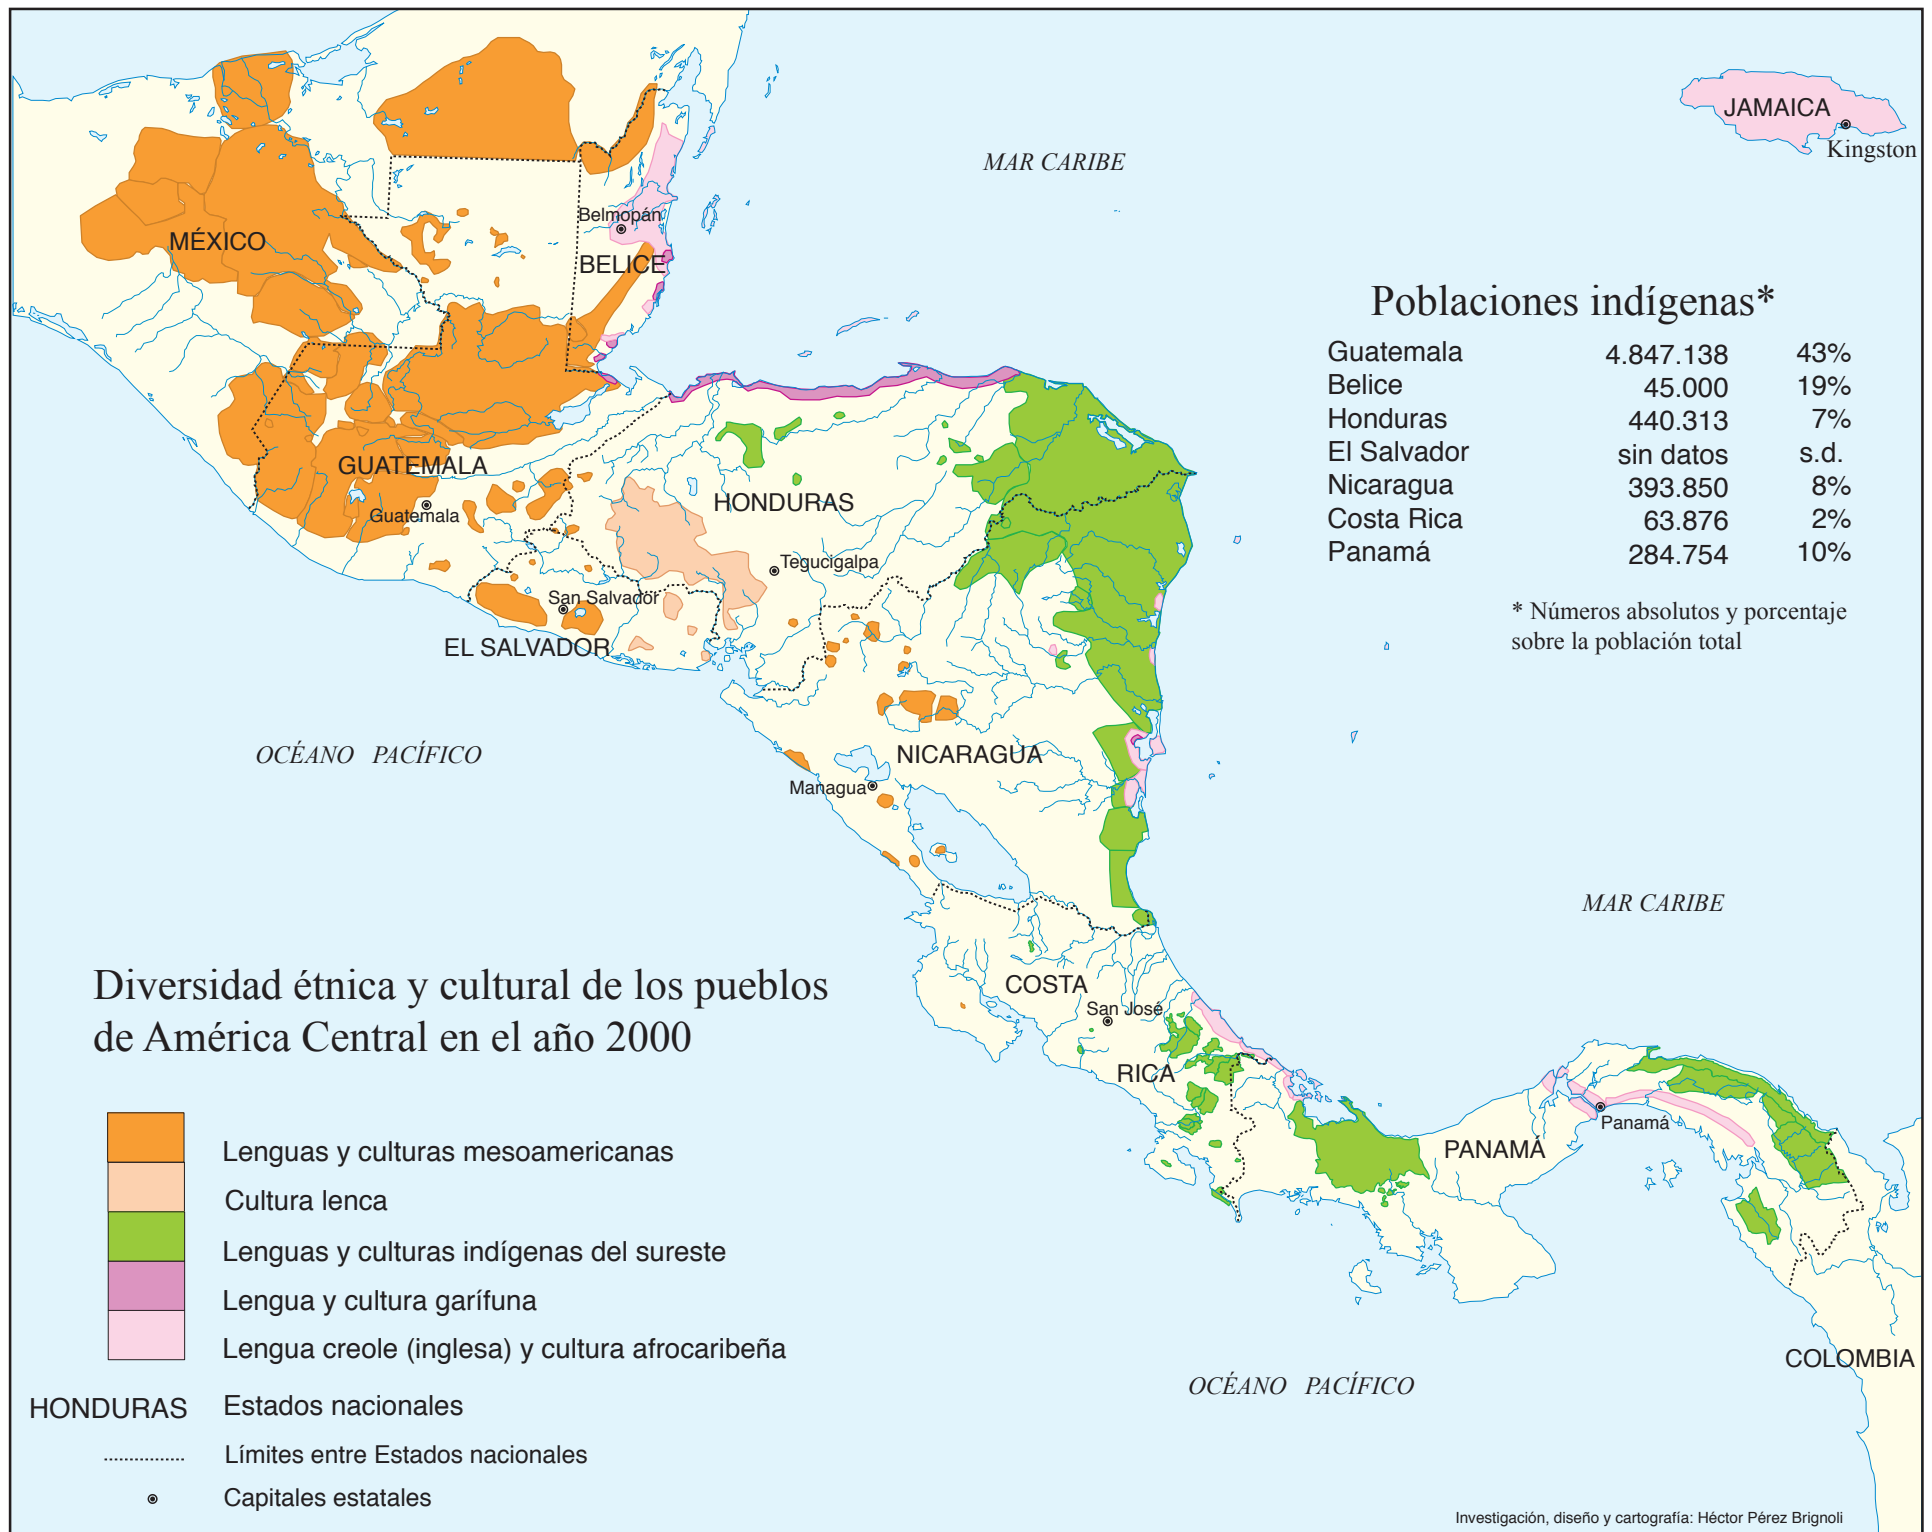 JAMAICA
Kingston
MAR CARIBE
MÉXICO
Belmopán
BELICE
Poblaciones indígenas*
Guatemala 4.847.138 43%
Belice 45.000 19%
Honduras 440.313 7%
El Salvador sin datos s.d.
Nicaragua 393.850 8%
Costa Rica 63.876 2%
Panamá 284.754 10%
* Números absolutos y porcentaje
sobre la población total
GUATEMALA
Guatemala
HONDURAS
Tegucigalpa
San Salvador
EL SALVADOR
OCÉANO PACÍFICO
NICARAGUA
Managua
MAR CARIBE
COSTA
San José
RICA
PANAMÁ
Panamá
COLOMBIA
OCÉANO PACÍFICO
Diversidad étnica y cultural de los pueblos
de América Central en el año 2000
Lenguas y culturas mesoamericanas
Cultura lenca
Lenguas y culturas indígenas del sureste
Lengua y cultura garífuna
Lengua creole (inglesa) y cultura afrocaribeña
HONDURAS Estados nacionales
Límites entre Estados nacionales
Capitales estatales
Investigación, diseño y cartografía: Héctor Pérez Brignoli